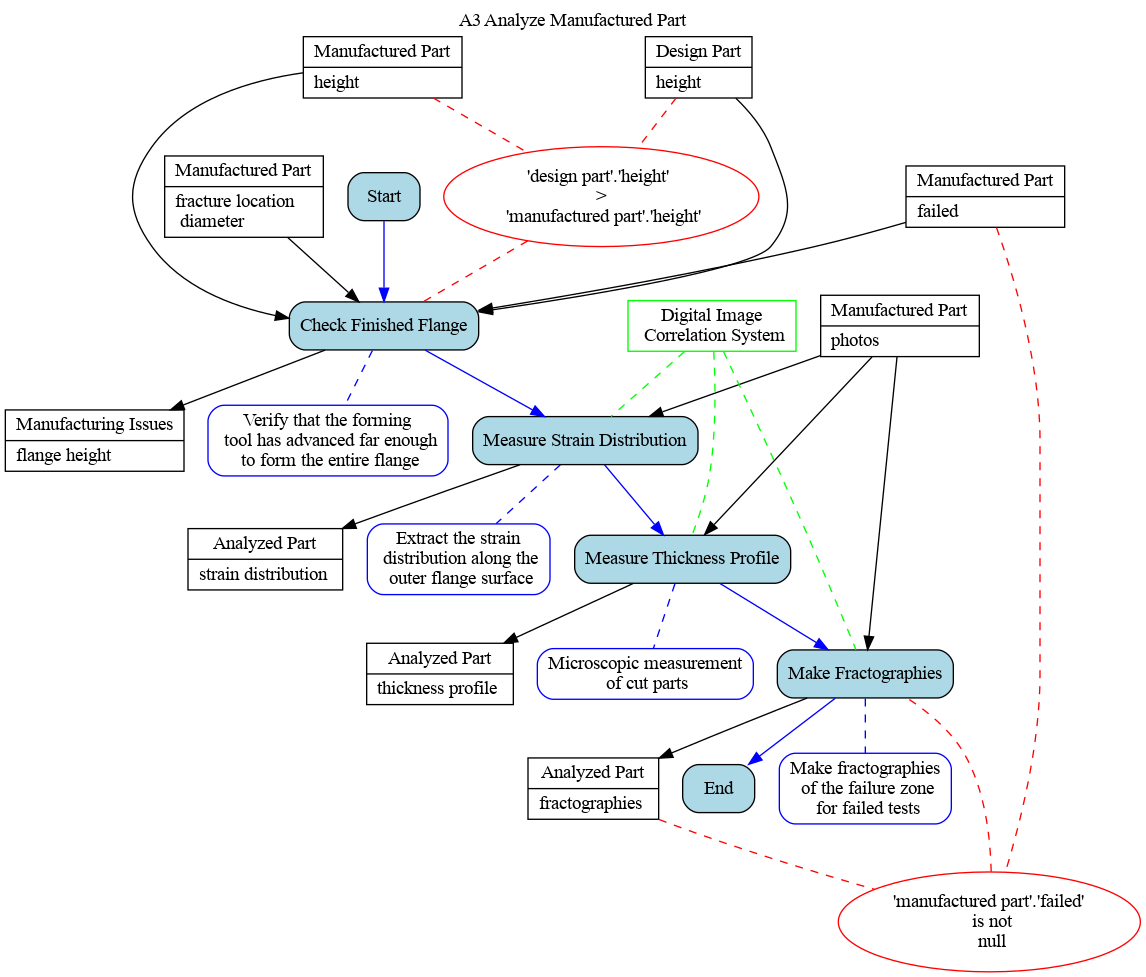 A3 Analyze Manufactured Part
Manufactured Part
height
Design Part
height
Manufactured Part
fracture location
diameter
Start
'design part'.'height'
>
'manufactured part'.'height'
Manufactured Part
failed
Check Finished Flange
Digital Image
Correlation System
Manufactured Part
photos
Manufacturing Issues
flange height
Verify that the forming
tool has advanced far enough
to form the entire flange
Measure Strain Distribution
Analyzed Part
strain distribution
Extract the strain
distribution along the
outer flange surface
Measure Thickness Profile
Analyzed Part
thickness profile
Microscopic measurement
of cut parts
Make Fractographies
Analyzed Part
fractographies
End
Make fractographies
of the failure zone
for failed tests
'manufactured part'.'failed'
is not
null